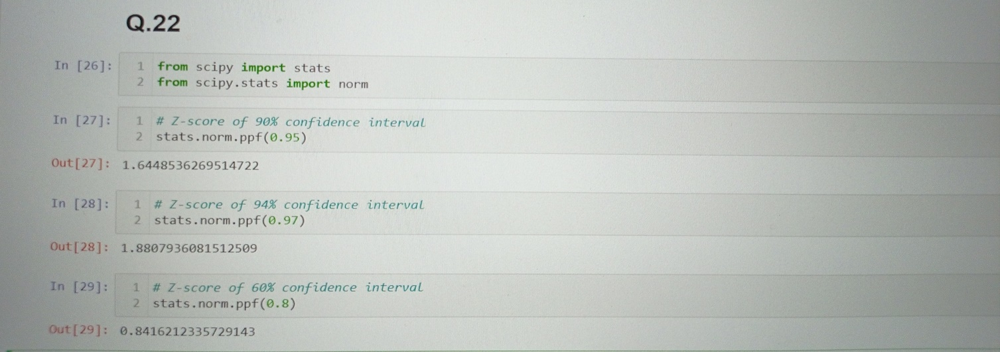 Q.22
In [26]: 1 from scipy import stats
2 from scipy.stats import norm
In [27]: 1 # Z-score of 90% confidence interval
2 stats.norm.ppf(0.95)
Out[27]: 1.6448536269514722
In [28]: 1 # Z-score of 94% confidence interval
2 stats.norm.ppf(0.97)
Out[28]: 1.8807936081512509
In [29]: 1 # Z-score of 60% confidence interval
2 stats.norm.ppf(0.8)
Out[29]: 0.8416212335729143